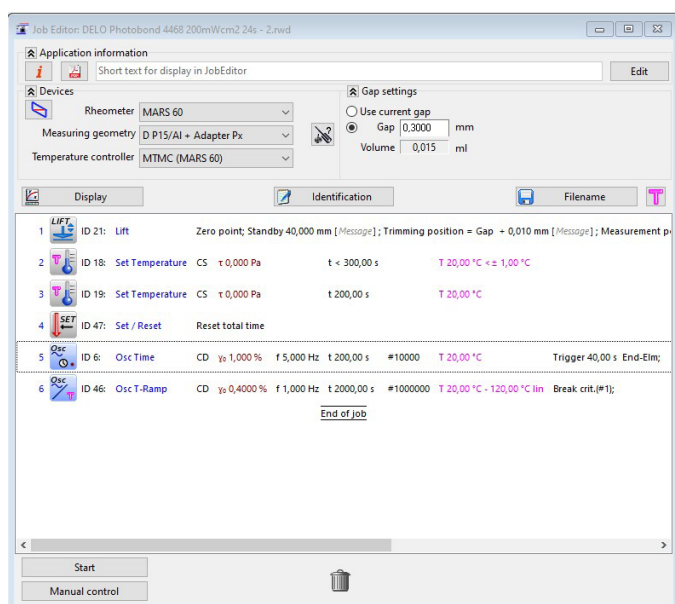 Job Editor: DELO Photobond 4468 200mWcm2 24s - 2.rwd
Application information
i Short text for display in JobEditor Edit
Devices
Rheometer MARS 60
Measuring geometry D P15/Al + Adapter Px
Temperature controller MTMC (MARS 60)
Gap settings
Use current gap
Gap 0,3000 mm
Volume 0,015 ml
Display Identification Filename T
1 LIFT ID 21: Lift Zero point; Standby 40,000 mm [Message] ; Trimming position = Gap + 0,010 mm [Message] ; Measurement p
2 T ID 18: Set Temperature CS τ 0,000 Pa t < 300,00 s T 20,00 °C <± 1,00 °C
3 T ID 19: Set Temperature CS τ 0,000 Pa t 200,00 s T 20,00 °C
4 SET ID 47: Set / Reset Reset total time
5 Osc ID 6: Osc Time CD γ₀ 1,000 % f 5,000 Hz t 200,00 s #10000 T 20,00 °C Trigger 40,00 s End-Elm;
6 Osc T ID 46: Osc T-Ramp CD γ₀ 0,4000 % f 1,000 Hz t 2000,00 s #1000000 T 20,00 °C - 120,00 °C lin Break crit.(#1);
End of job
Start
Manual control